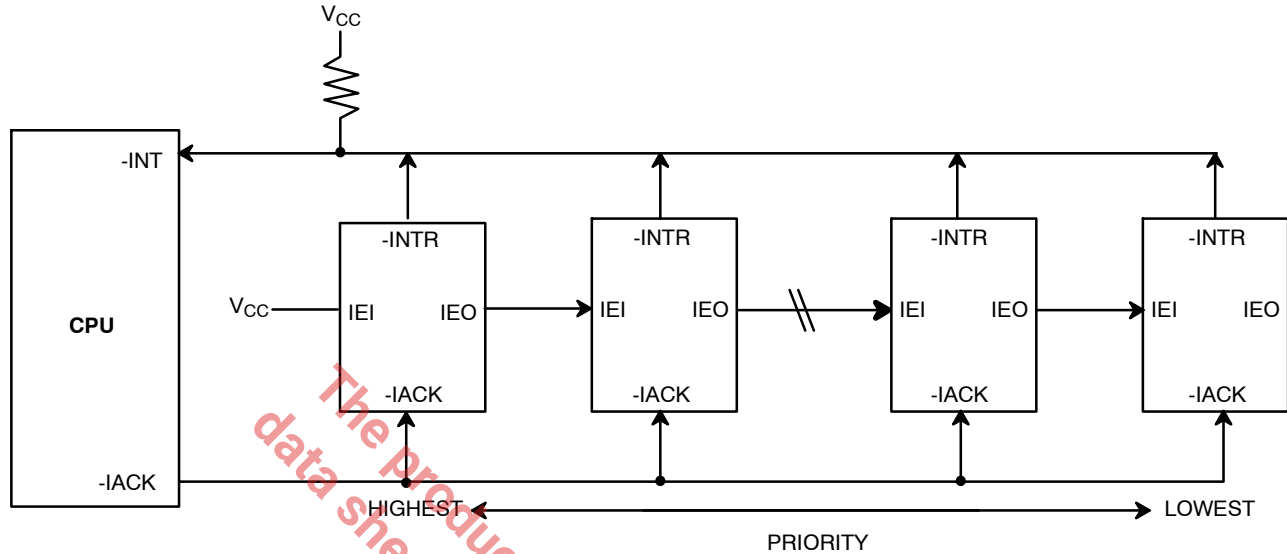 VCC
-INT
-INTR
-INTR
-INTR
-INTR
VCC
IEI
IEO
IEI
IEO
IEI
IEO
IEI
IEO
CPU
-IACK
-IACK
-IACK
-IACK
-IACK
HIGHEST
LOWEST
PRIORITY
The produc
data she